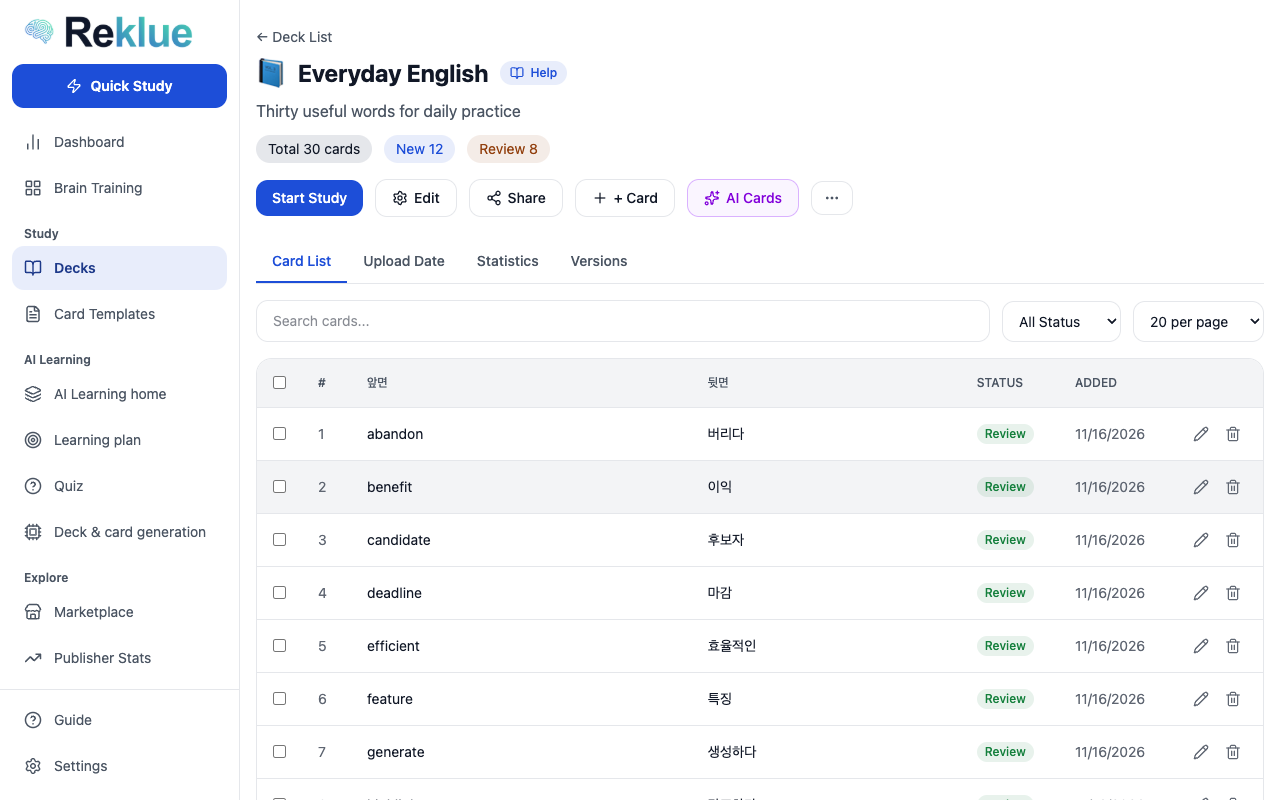 Reklue
Quick Study
Dashboard
Brain Training
Study
Decks
Card Templates
AI Learning
AI Learning home
Learning plan
Quiz
Deck & card generation
Explore
Marketplace
Publisher Stats
Guide
Settings
← Deck List
Everyday English Help
Thirty useful words for daily practice
Total 30 cards New 12 Review 8
Start Study Edit Share + + Card AI Cards ...
Card List Upload Date Statistics Versions
Search cards... All Status 20 per page
# 앞면 뒷면 STATUS ADDED
1 abandon 버리다 Review 11/16/2026
2 benefit 이익 Review 11/16/2026
3 candidate 후보자 Review 11/16/2026
4 deadline 마감 Review 11/16/2026
5 efficient 효율적인 Review 11/16/2026
6 feature 특징 Review 11/16/2026
7 generate 생성하다 Review 11/16/2026